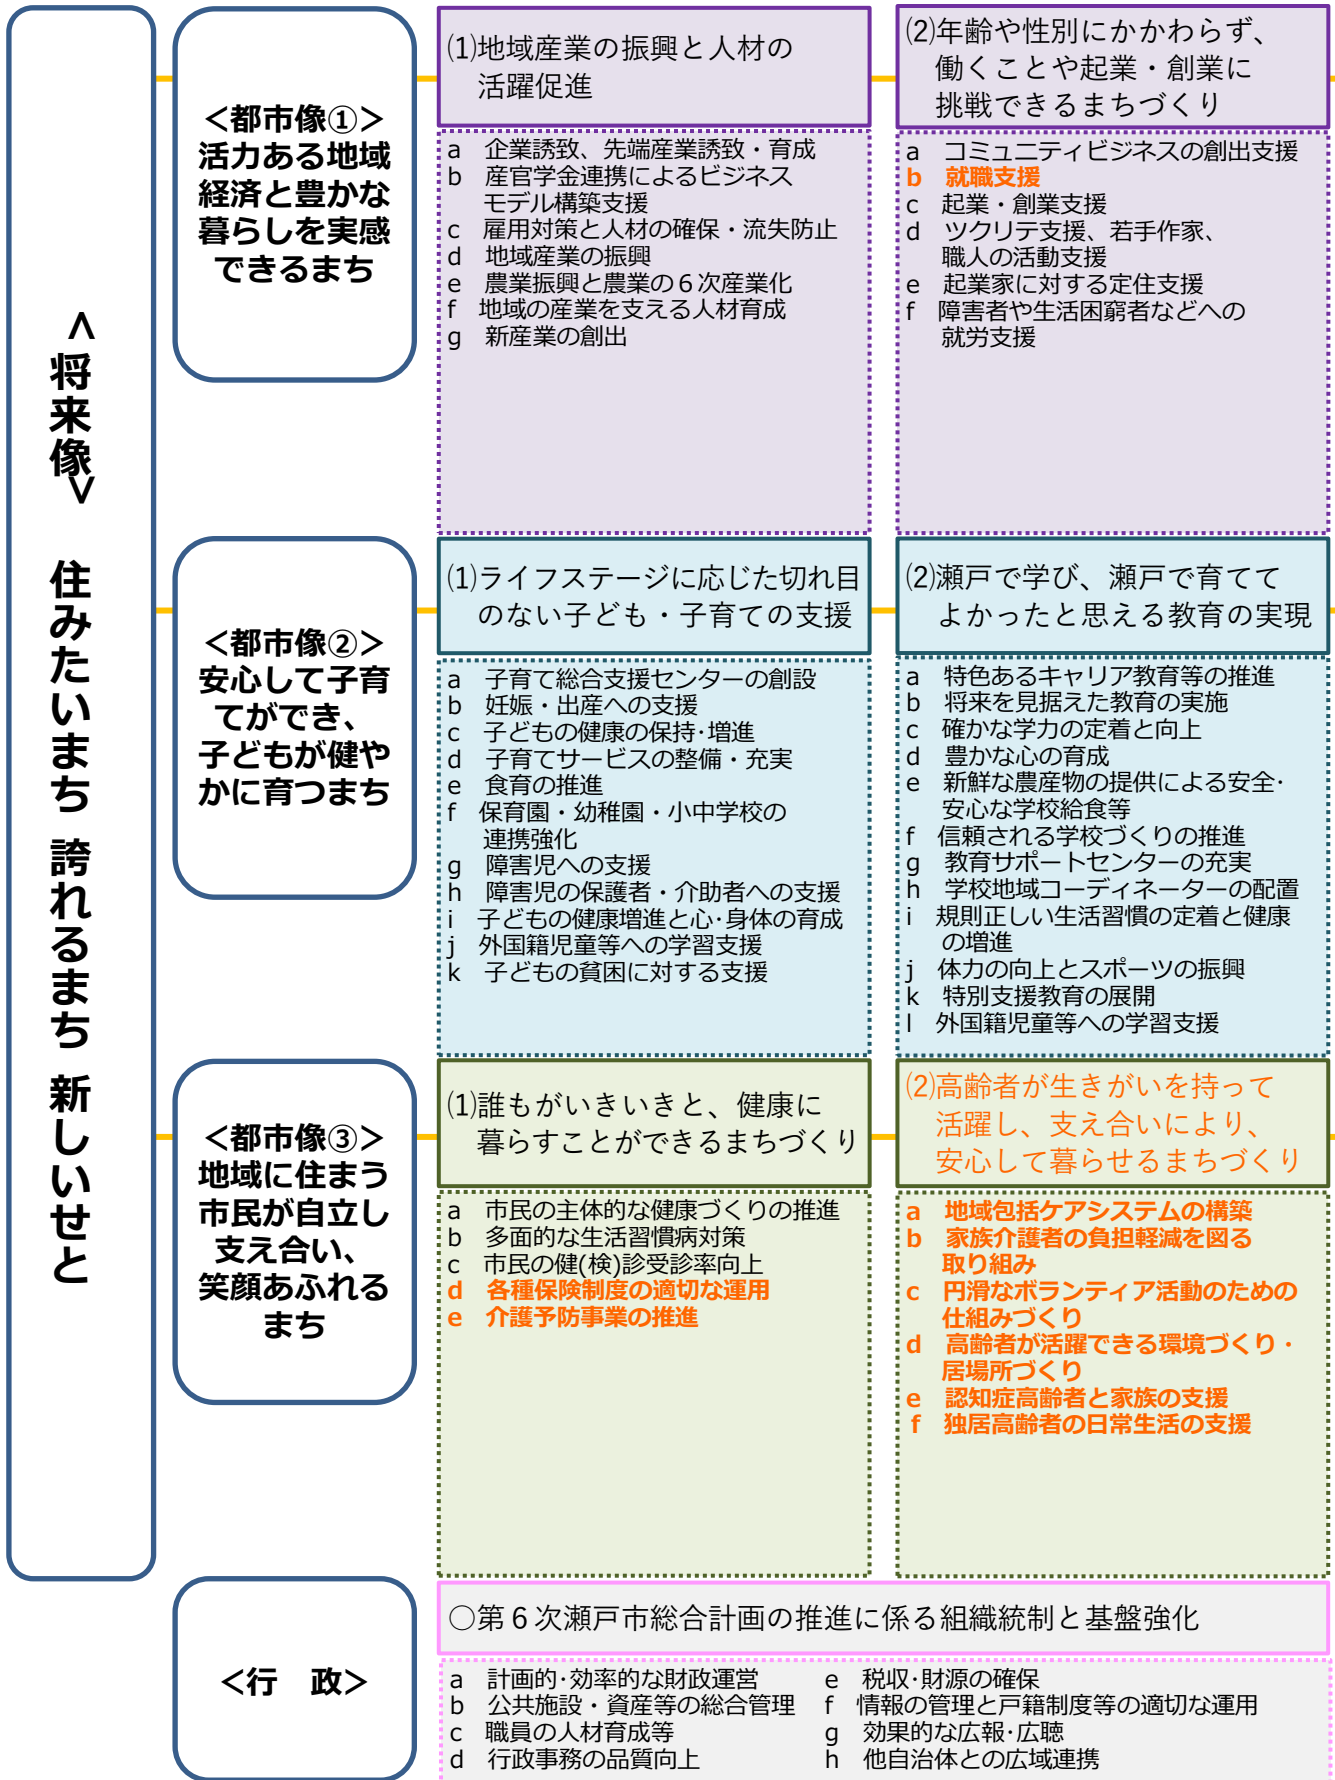 ＜将来像＞　住みたいまち　誇れるまち　新しいせと
＜都市像①＞
活力ある地域
経済と豊かな
暮らしを実感
できるまち
⑴地域産業の振興と人材の
活躍促進
a　企業誘致、先端産業誘致・育成
b　産官学金連携によるビジネス
モデル構築支援
c　雇用対策と人材の確保・流失防止
d　地域産業の振興
e　農業振興と農業の６次産業化
f　地域の産業を支える人材育成
g　新産業の創出
⑵年齢や性別にかかわらず、
働くことや起業・創業に
挑戦できるまちづくり
a　コミュニティビジネスの創出支援
b　就職支援
c　起業・創業支援
d　ツクリテ支援、若手作家、
職人の活動支援
e　起業家に対する定住支援
f　障害者や生活困窮者などへの
就労支援
＜都市像②＞
安心して子育
てができ、
子どもが健や
かに育つまち
⑴ライフステージに応じた切れ目
のない子ども・子育ての支援
a　子育て総合支援センターの創設
b　妊娠・出産への支援
c　子どもの健康の保持･増進
d　子育てサービスの整備・充実
e　食育の推進
f　保育園・幼稚園・小中学校の
連携強化
g　障害児への支援
h　障害児の保護者・介助者への支援
i　子どもの健康増進と心･身体の育成
j　外国籍児童等への学習支援
k　子どもの貧困に対する支援
⑵瀬戸で学び、瀬戸で育てて
よかったと思える教育の実現
a　特色あるキャリア教育等の推進
b　将来を見据えた教育の実施
c　確かな学力の定着と向上
d　豊かな心の育成
e　新鮮な農産物の提供による安全･
安心な学校給食等
f　信頼される学校づくりの推進
g　教育サポートセンターの充実
h　学校地域コーディネーターの配置
i　規則正しい生活習慣の定着と健康
の増進
j　体力の向上とスポーツの振興
k　特別支援教育の展開
l　外国籍児童等への学習支援
＜都市像③＞
地域に住まう
市民が自立し
支え合い、
笑顔あふれる
まち
⑴誰もがいきいきと、健康に
暮らすことができるまちづくり
a　市民の主体的な健康づくりの推進
b　多面的な生活習慣病対策
c　市民の健(検)診受診率向上
d　各種保険制度の適切な運用
e　介護予防事業の推進
⑵高齢者が生きがいを持って
活躍し、支え合いにより、
安心して暮らせるまちづくり
a　地域包括ケアシステムの構築
b　家族介護者の負担軽減を図る
取り組み
c　円滑なボランティア活動のための
仕組みづくり
d　高齢者が活躍できる環境づくり・
居場所づくり
e　認知症高齢者と家族の支援
f　独居高齢者の日常生活の支援
＜行　政＞
○第６次瀬戸市総合計画の推進に係る組織統制と基盤強化
a　計画的･効率的な財政運営
b　公共施設・資産等の総合管理
c　職員の人材育成等
d　行政事務の品質向上
e　税収･財源の確保
f　情報の管理と戸籍制度等の適切な運用
g　効果的な広報･広聴
h　他自治体との広域連携